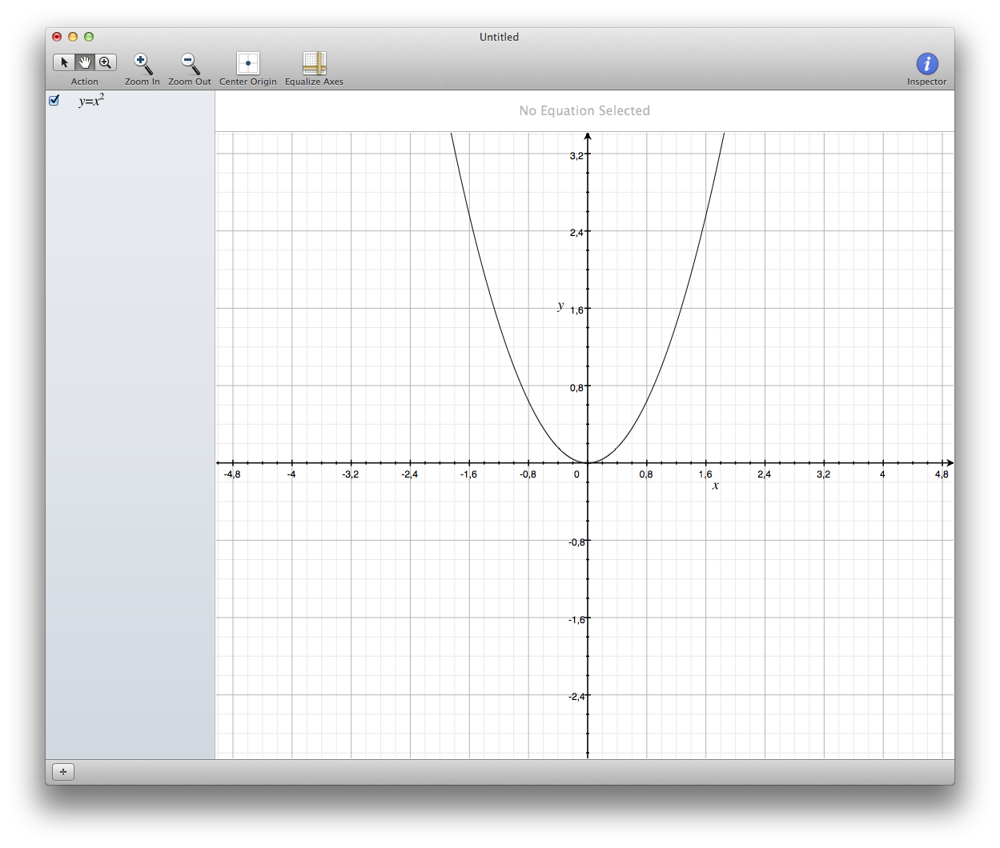 Untitled
Action Zoom In Zoom Out Center Origin Equalize Axes Inspector
y=x²
No Equation Selected
3,2
2,4
y 1,6
0,8
-4,8 -4 -3,2 -2,4 -1,6 -0,8 0 0,8 1,6 2,4 3,2 4 4,8
x
-0,8
-1,6
-2,4